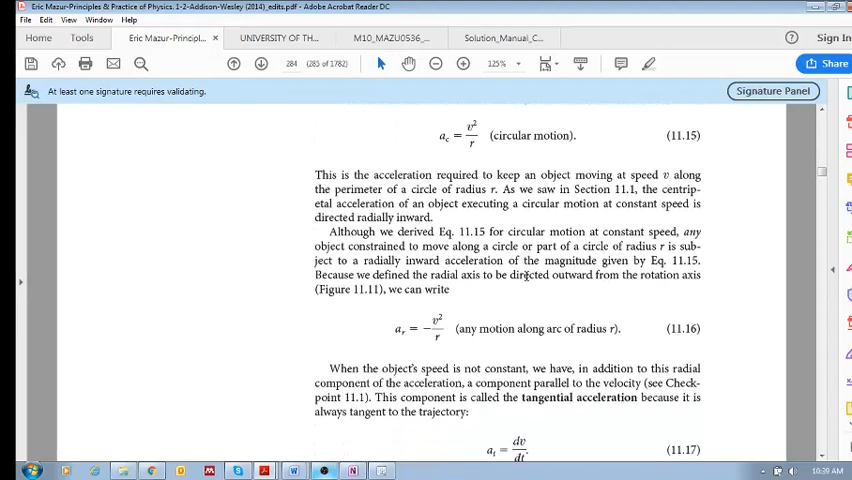 Eric Mazur-Principles & Practice of Physics. 1-2-Addison-Wesley (2014)_edits.pdf - Adobe Acrobat Reader DC
File Edit View Window Help
Home Tools Eric Mazur-Principl... × UNIVERSITY OF TH... M10_MAZU0536_... Solution_Manual_C... Sign In
284 (285 of 1782) 125% Share
At least one signature requires validating. Signature Panel
a_c = v²/r (circular motion). (11.15)
This is the acceleration required to keep an object moving at speed v along
the perimeter of a circle of radius r. As we saw in Section 11.1, the centrip-
etal acceleration of an object executing a circular motion at constant speed is
directed radially inward.
Although we derived Eq. 11.15 for circular motion at constant speed, any
object constrained to move along a circle or part of a circle of radius r is sub-
ject to a radially inward acceleration of the magnitude given by Eq. 11.15.
Because we defined the radial axis to be directed outward from the rotation axis
(Figure 11.11), we can write
a_r = −v²/r (any motion along arc of radius r). (11.16)
When the object's speed is not constant, we have, in addition to this radial
component of the acceleration, a component parallel to the velocity (see Check-
point 11.1). This component is called the tangential acceleration because it is
always tangent to the trajectory:
a_t = dv/dt. (11.17)
10:39 AM